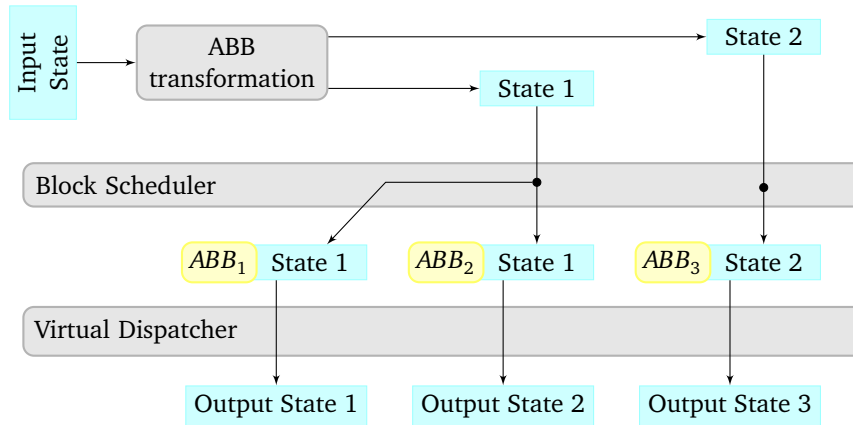 Input
State
ABB
transformation
State 2
State 1
Block Scheduler
ABB₁ State 1
ABB₂ State 1
ABB₃ State 2
Virtual Dispatcher
Output State 1
Output State 2
Output State 3